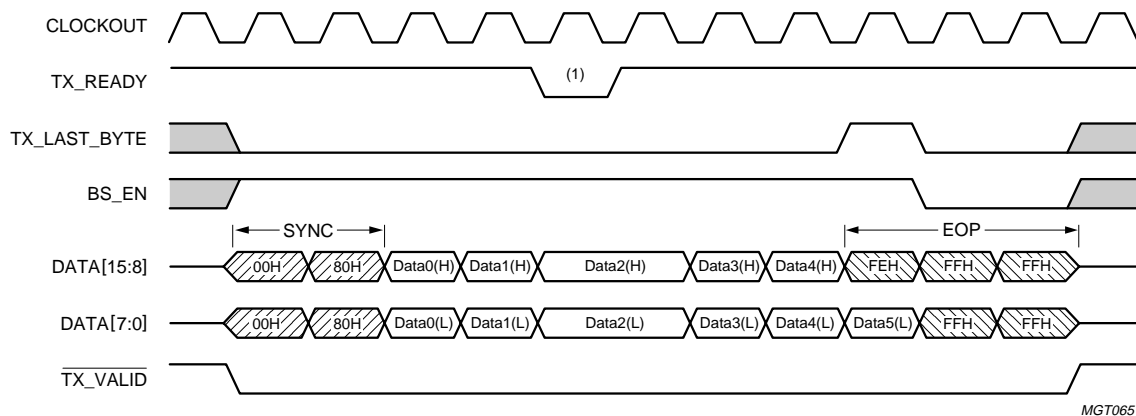 CLOCKOUT
TX_READY
(1)
TX_LAST_BYTE
BS_EN
SYNC
EOP
DATA[15:8]
00H 80H Data0(H) Data1(H) Data2(H) Data3(H) Data4(H) FEH FFH FFH
DATA[7:0]
00H 80H Data0(L) Data1(L) Data2(L) Data3(L) Data4(L) Data5(L) FFH FFH
TX_VALID
MGT065